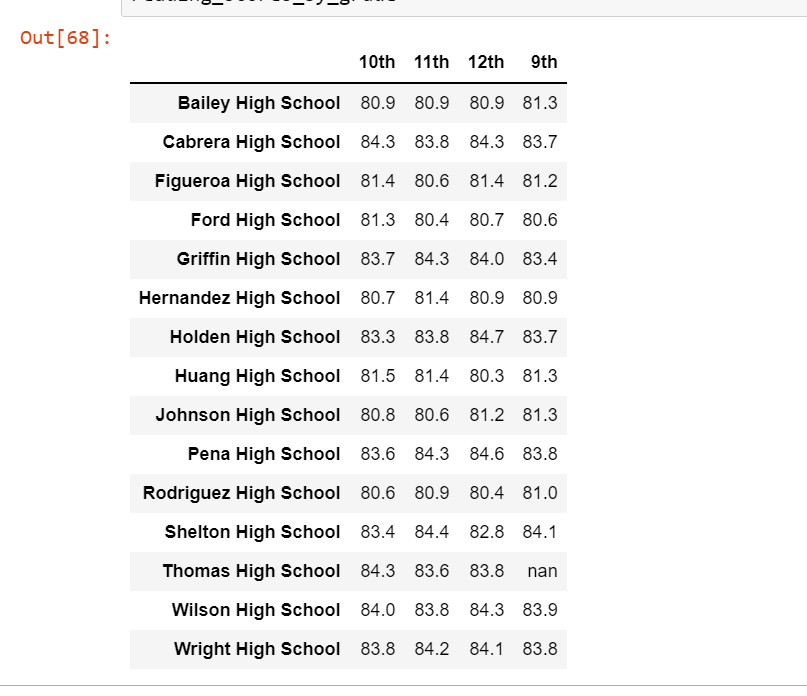 Out[68]:
10th 11th 12th 9th
Bailey High School 80.9 80.9 80.9 81.3
Cabrera High School 84.3 83.8 84.3 83.7
Figueroa High School 81.4 80.6 81.4 81.2
Ford High School 81.3 80.4 80.7 80.6
Griffin High School 83.7 84.3 84.0 83.4
Hernandez High School 80.7 81.4 80.9 80.9
Holden High School 83.3 83.8 84.7 83.7
Huang High School 81.5 81.4 80.3 81.3
Johnson High School 80.8 80.6 81.2 81.3
Pena High School 83.6 84.3 84.6 83.8
Rodriguez High School 80.6 80.9 80.4 81.0
Shelton High School 83.4 84.4 82.8 84.1
Thomas High School 84.3 83.6 83.8 nan
Wilson High School 84.0 83.8 84.3 83.9
Wright High School 83.8 84.2 84.1 83.8